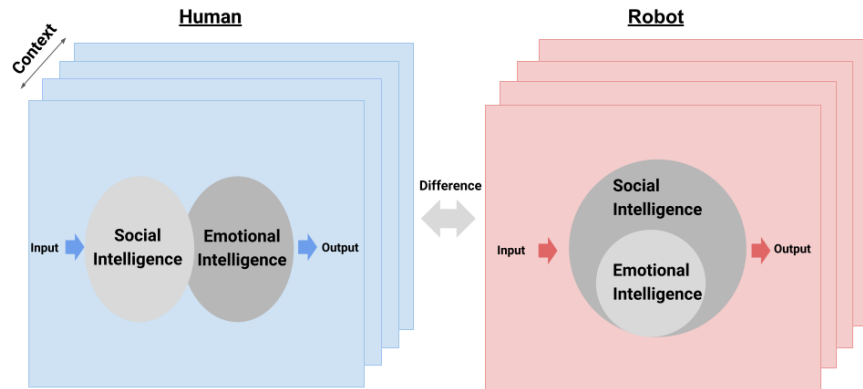 Human
Robot
Context
Difference
Input
Social
Intelligence
Emotional
Intelligence
Output
Input
Social
Intelligence
Emotional
Intelligence
Output